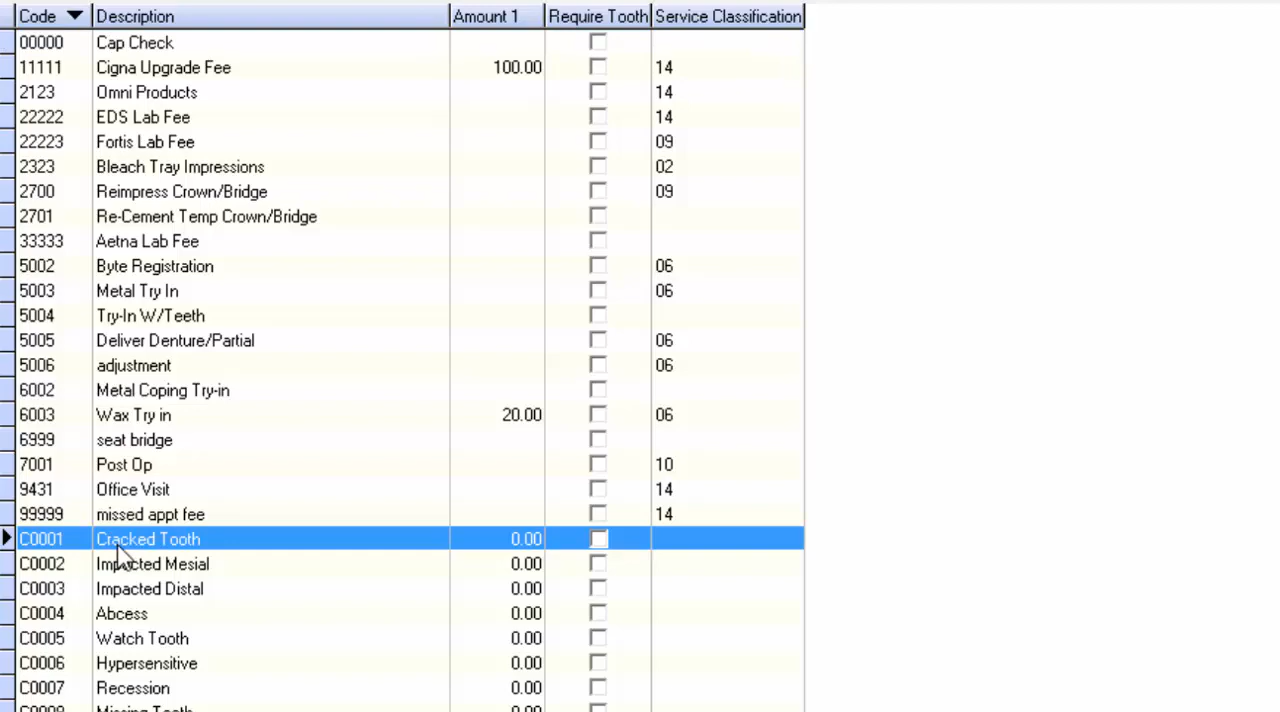 Code Description Amount 1 Require Tooth Service Classification
00000 Cap Check
11111 Cigna Upgrade Fee 100.00 14
2123 Omni Products 14
22222 EDS Lab Fee 14
22223 Fortis Lab Fee 09
2323 Bleach Tray Impressions 02
2700 Reimpress Crown/Bridge 09
2701 Re-Cement Temp Crown/Bridge
33333 Aetna Lab Fee
5002 Byte Registration 06
5003 Metal Try In 06
5004 Try-In W/Teeth
5005 Deliver Denture/Partial 06
5006 adjustment 06
6002 Metal Coping Try-in
6003 Wax Try in 20.00 06
6999 seat bridge
7001 Post Op 10
9431 Office Visit 14
99999 missed appt fee 14
C0001 Cracked Tooth 0.00
C0002 Impacted Mesial 0.00
C0003 Impacted Distal 0.00
C0004 Abcess 0.00
C0005 Watch Tooth 0.00
C0006 Hypersensitive 0.00
C0007 Recession 0.00
C0008 Missing Tooth 0.00